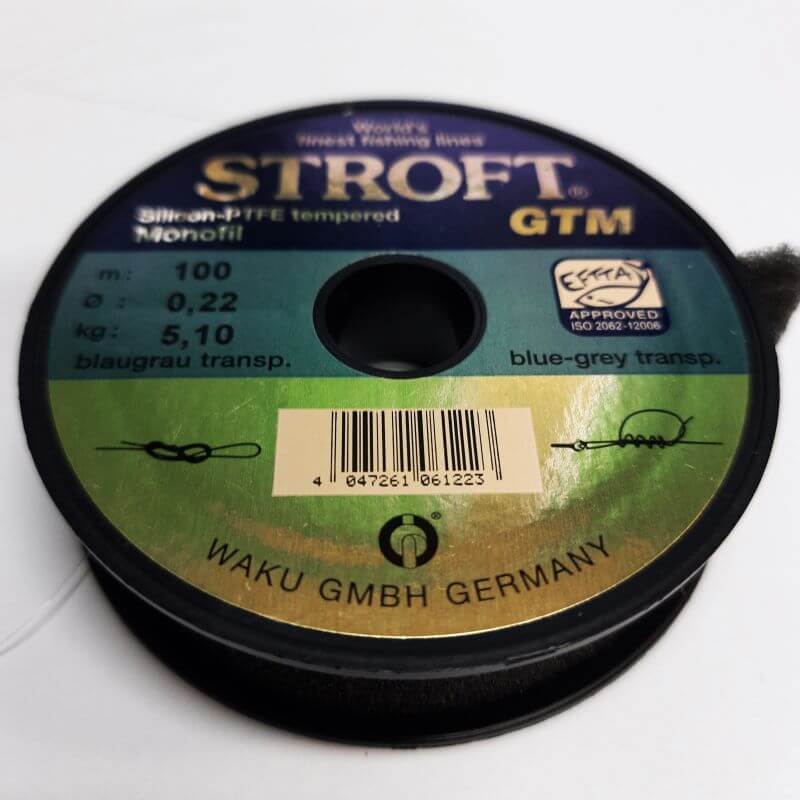 World's
finest fishing lines
STROFT®
GTM
Silicon-PTFE tempered
Monofil
m: 100
Ø : 0,22
kg: 5,10
blaugrau transp.
EFTTA
APPROVED
ISO 2062-12006
blue-grey transp.
4 047261 061223
®
WAKU GMBH GERMANY